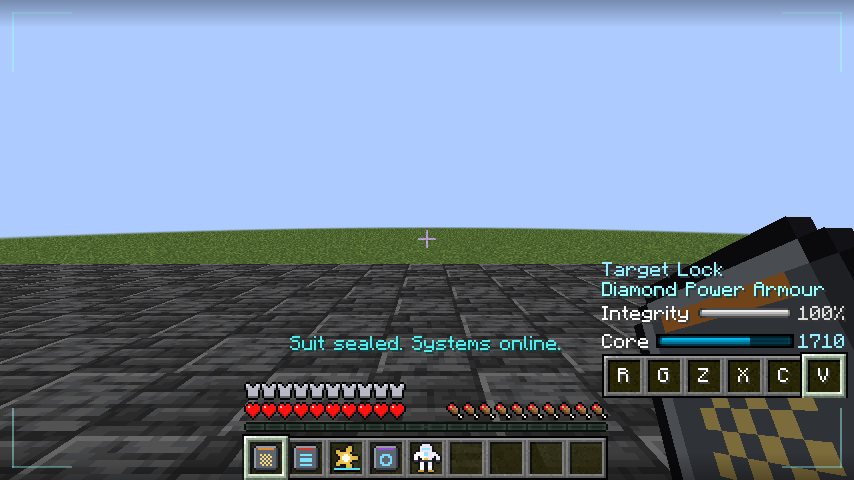 Target Lock
Diamond Power Armour
Integrity 100%
Core 1710
Suit sealed. Systems online.
R G Z X C V